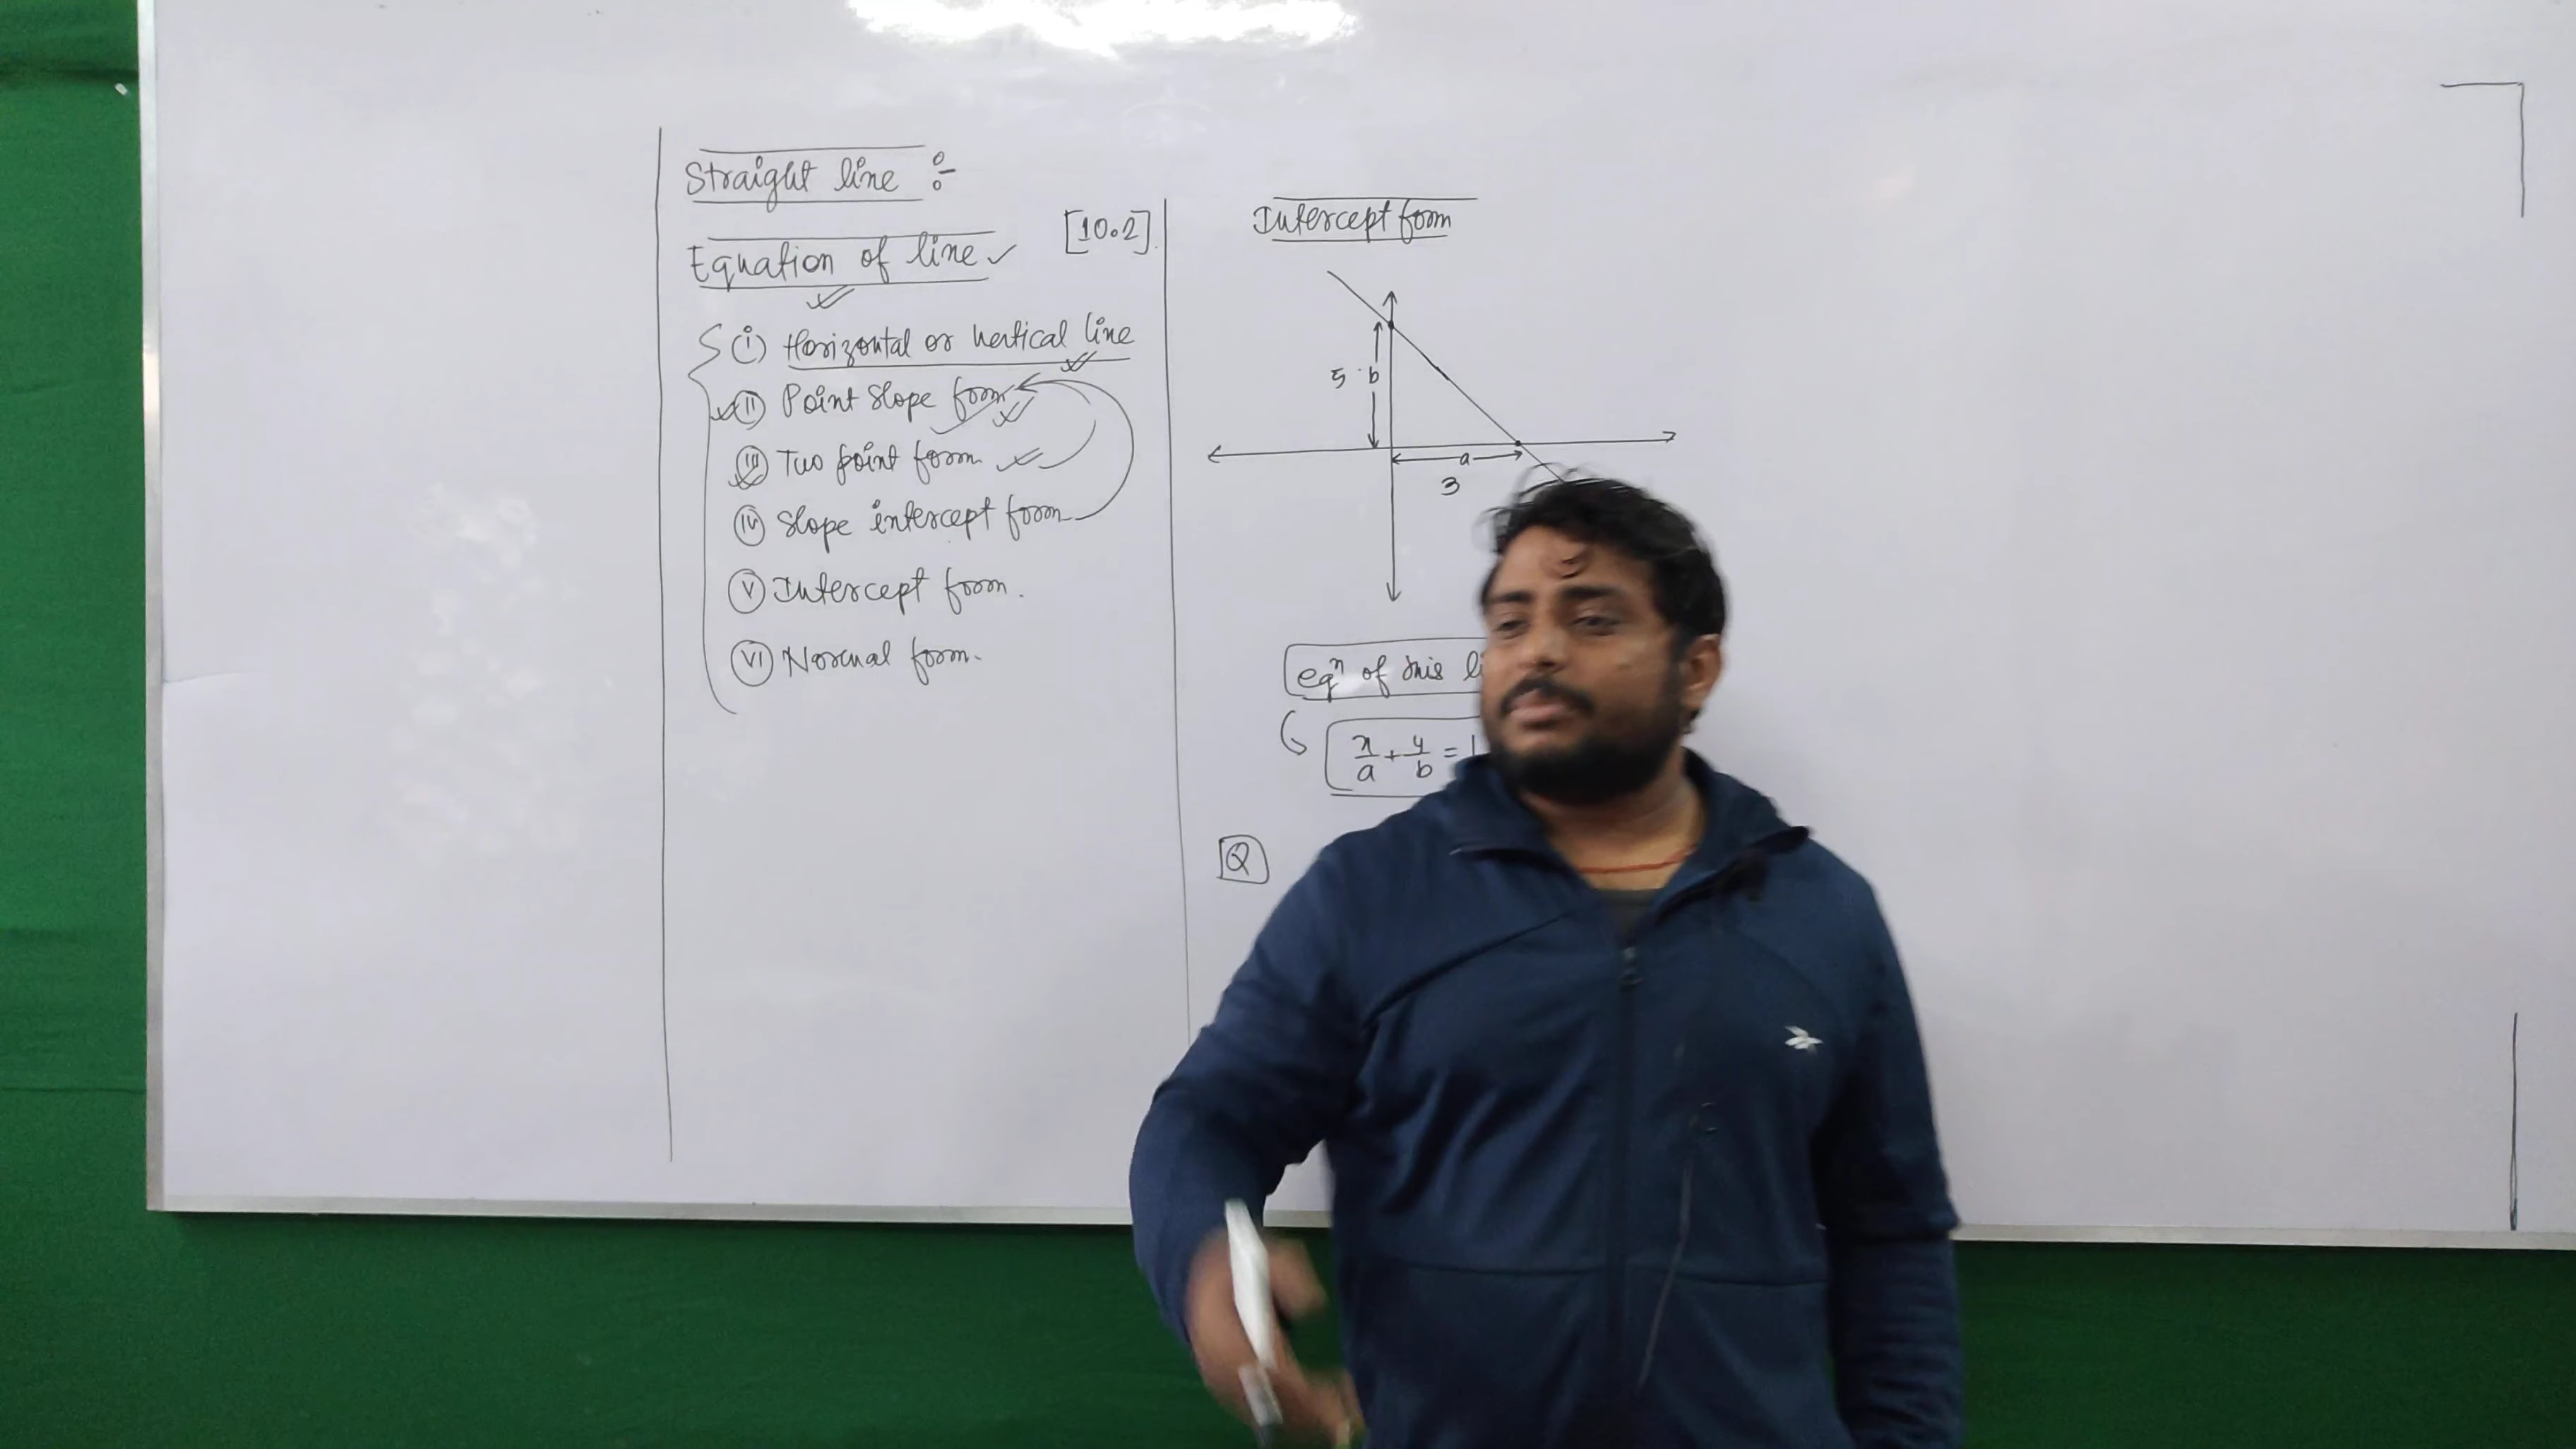 Straight line ÷
[10.2]
Equation of line ✓
(i) Horizontal or vertical line
(ii) Point slope form
(iii) Two point form
(iv) Slope intercept form
(v) Intercept form.
(vi) Normal form.
Intercept form
5 b
a
3
eqⁿ of this
x/a + y/b = 1
Q